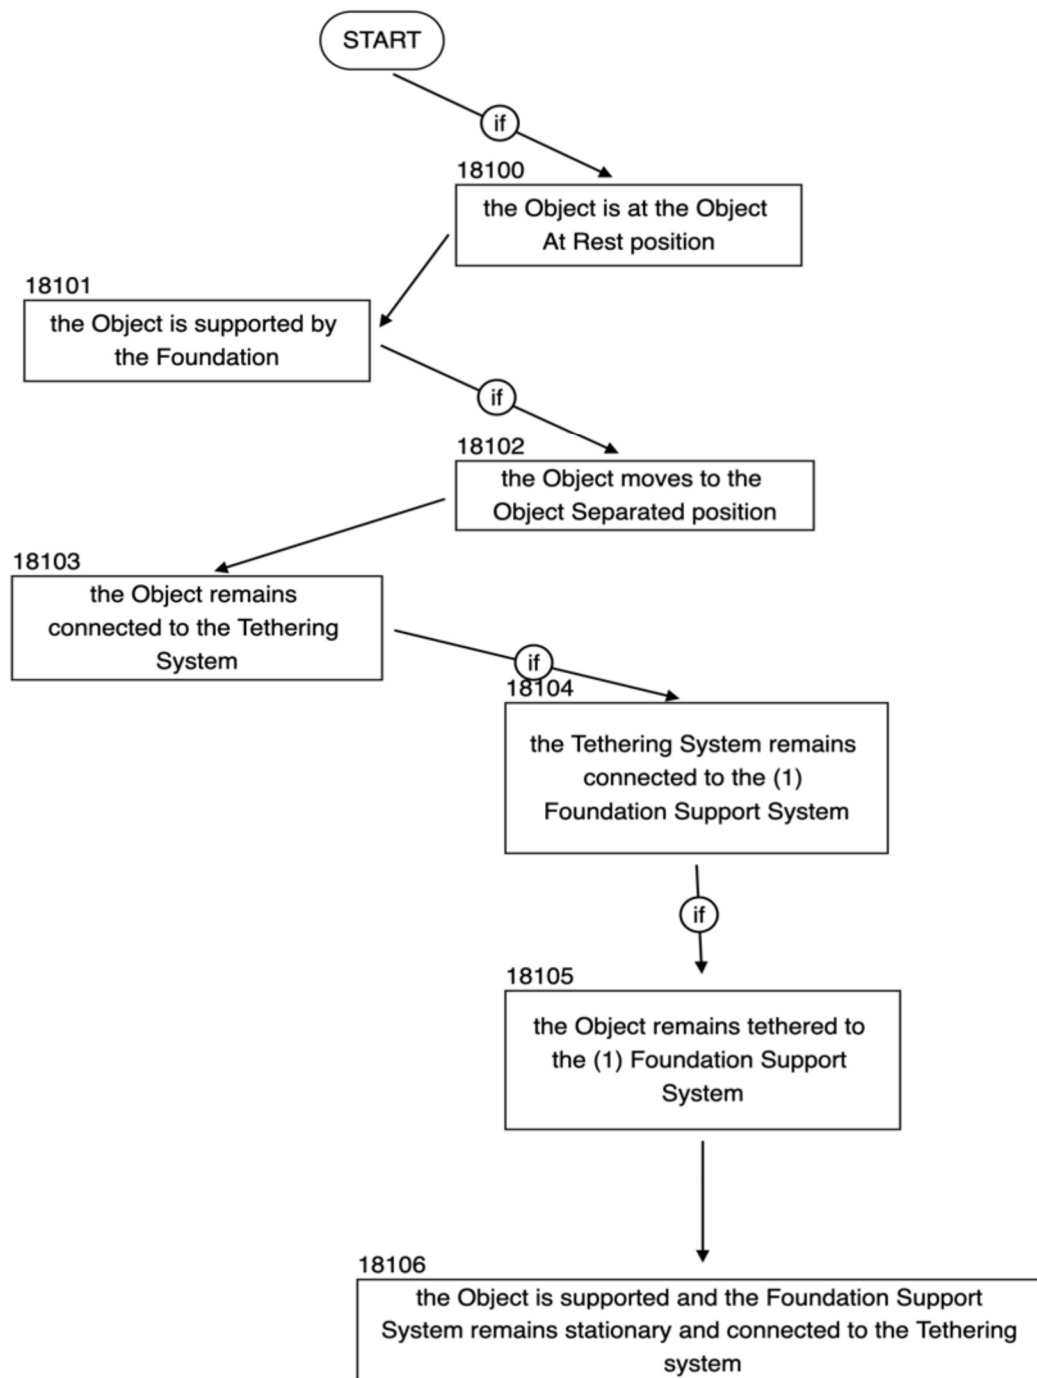 START
if
18100
the Object is at the Object
At Rest position
18101
the Object is supported by
the Foundation
if
18102
the Object moves to the
Object Separated position
18103
the Object remains
connected to the Tethering
System
if
18104
the Tethering System remains
connected to the (1)
Foundation Support System
if
18105
the Object remains tethered to
the (1) Foundation Support
System
18106
the Object is supported and the Foundation Support
System remains stationary and connected to the Tethering
system